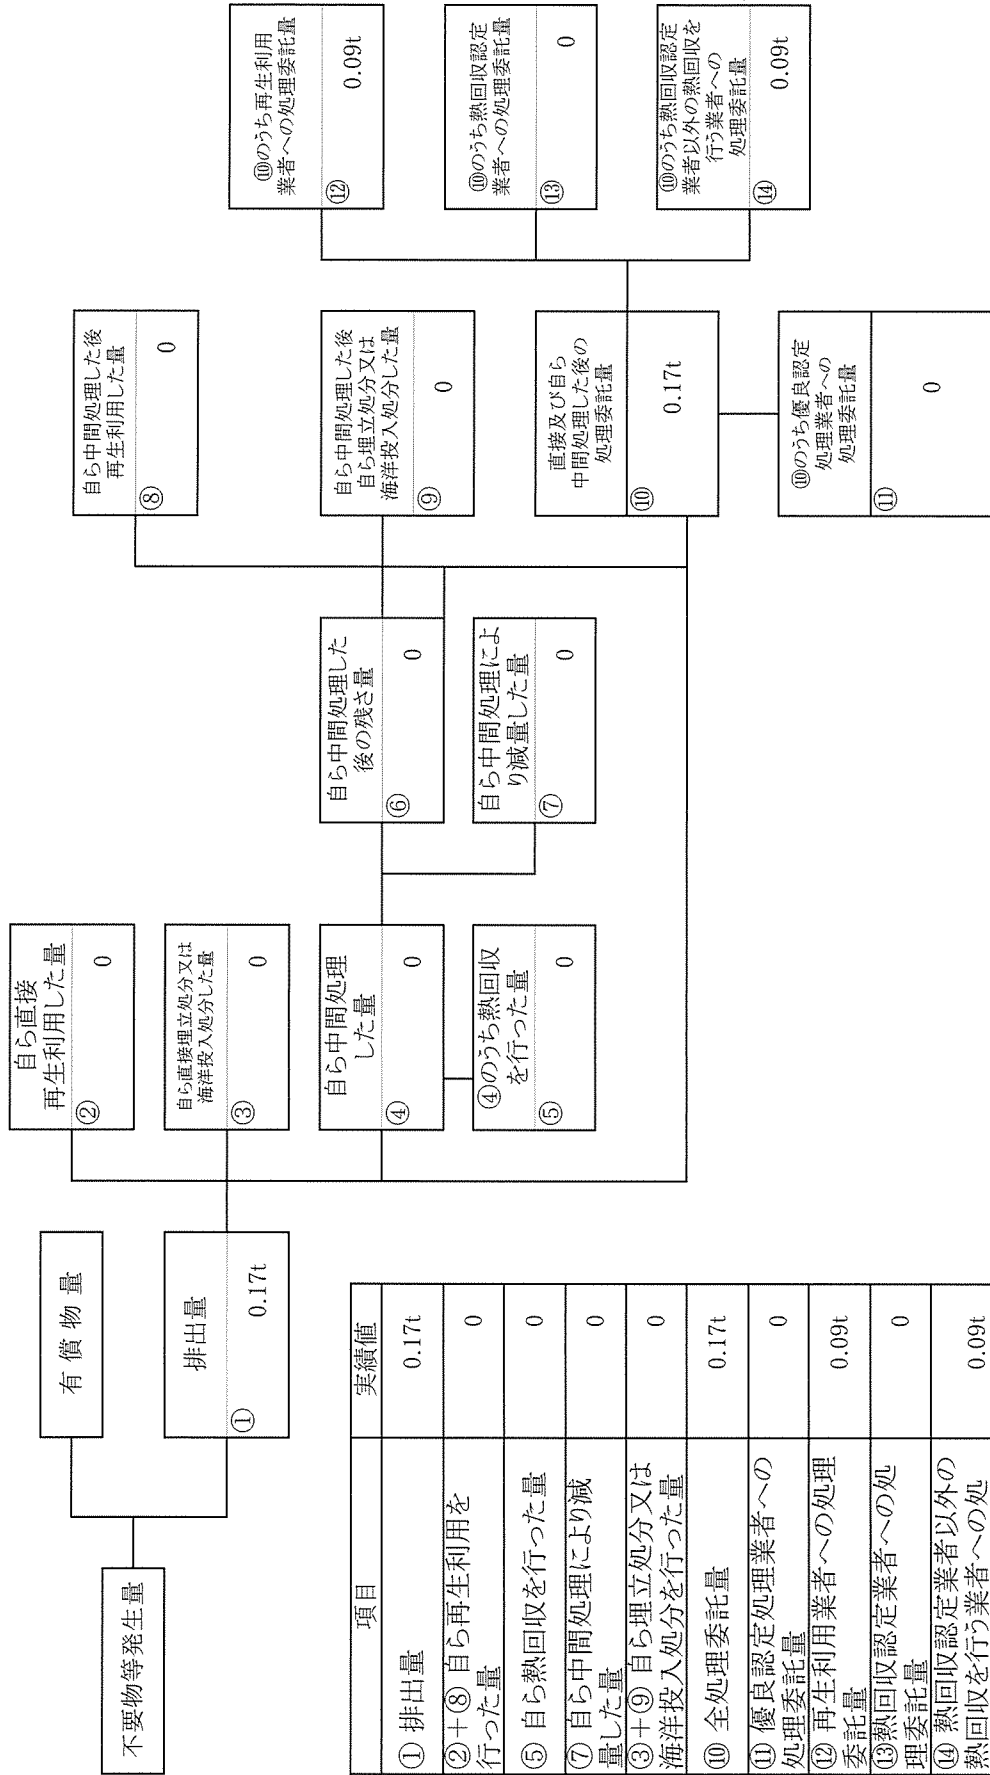 不要物等発生量
有償物量
排出量
①
0.17t
自ら直接
再生利用した量
②
0
自ら直接埋立処分又は
海洋投入処分した量
③
0
自ら中間処理
した量
④
0
④のうち熱回収
を行った量
⑤
0
自ら中間処理した
後の残さ量
⑥
0
自ら中間処理によ
り減量した量
⑦
0
自ら中間処理した後
再生利用した量
⑧
0
自ら中間処理した後
自ら埋立処分又は
海洋投入処分した量
⑨
0
直接及び自ら
中間処理した後の
処理委託量
⑩
0.17t
⑩のうち優良認定
処理業者への
処理委託量
⑪
0
⑩のうち再生利用
業者への処理委託量
⑫
0.09t
⑩のうち熱回収認定
業者への処理委託量
⑬
0
⑩のうち熱回収認定
業者以外の熱回収を
行う業者への
処理委託量
⑭
0.09t
項目 実績値
① 排出量 0.17t
②+⑧ 自ら再生利用を
行った量 0
⑤ 自ら熱回収を行った量 0
⑦ 自ら中間処理により減
量した量 0
③+⑨ 自ら埋立処分又は
海洋投入処分を行った量 0
⑩ 全処理委託量 0.17t
⑪ 優良認定処理業者への
処理委託量 0
⑫ 再生利用業者への処理
委託量 0.09t
⑬熱回収認定業者への処
理委託量 0
⑭ 熱回収認定業者以外の
熱回収を行う業者への処 0.09t